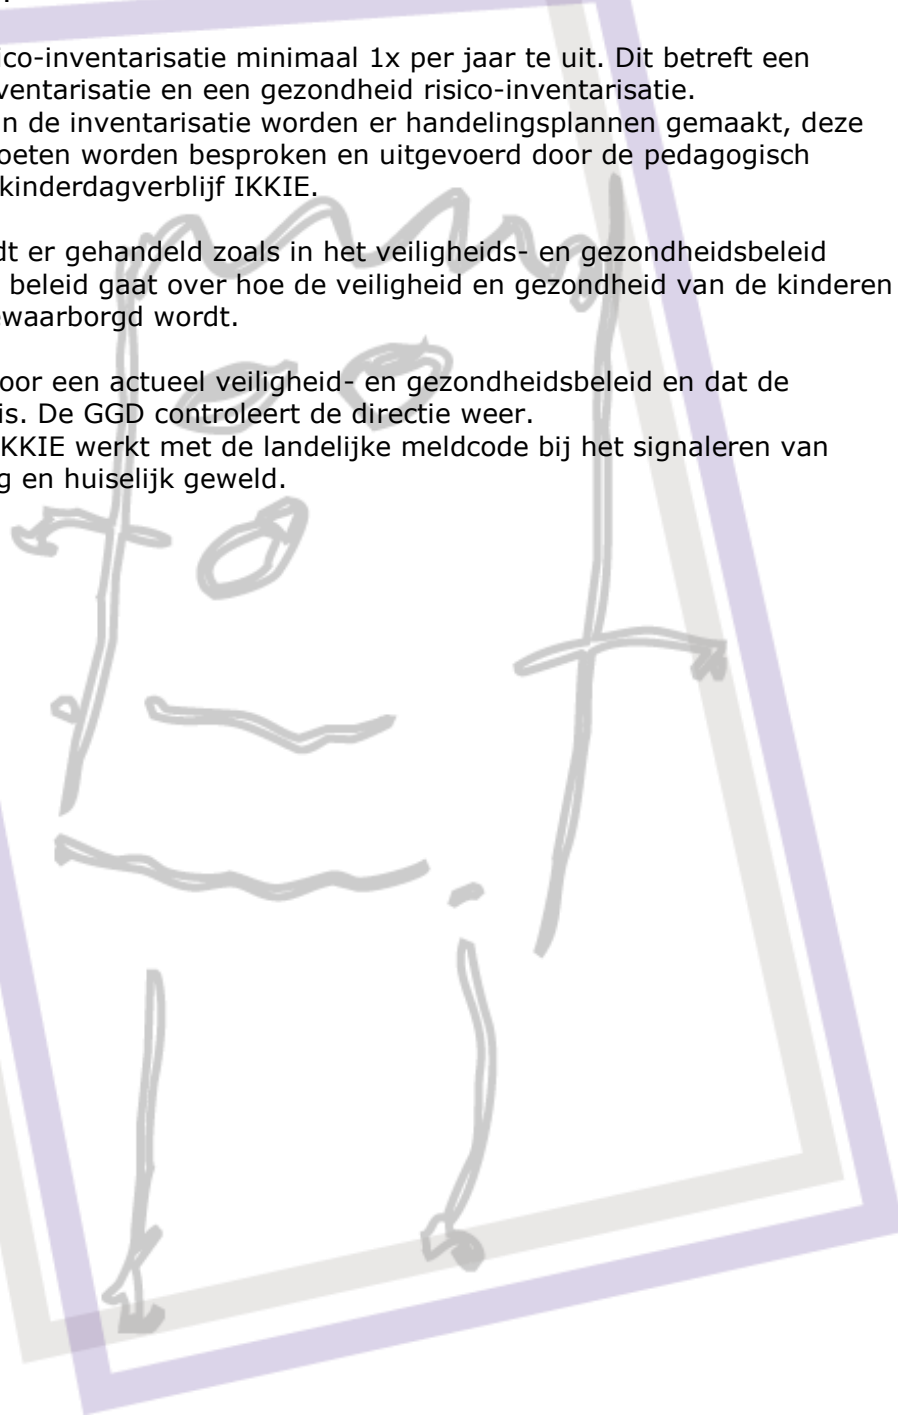 ico-inventarisatie minimaal 1x per jaar te uit. Dit betreft een
ventarisatie en een gezondheid risico-inventarisatie.
n de inventarisatie worden er handelingsplannen gemaakt, deze
oeten worden besproken en uitgevoerd door de pedagogisch
kinderdagverblijf IKKIE.
dt er gehandeld zoals in het veiligheids- en gezondheidsbeleid
beleid gaat over hoe de veiligheid en gezondheid van de kinderen
ewaarborgd wordt.
oor een actueel veiligheid- en gezondheidsbeleid en dat de
is. De GGD controleert de directie weer.
KKIE werkt met de landelijke meldcode bij het signaleren van
g en huiselijk geweld.